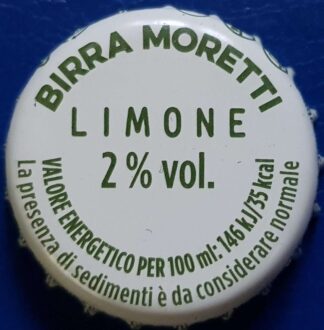 BIRRA MORETTI
LIMONE
2% vol.
VALORE ENERGETICO PER 100 ml: 146 kJ/35 kcal
La presenza di sedimenti è da considerare normale